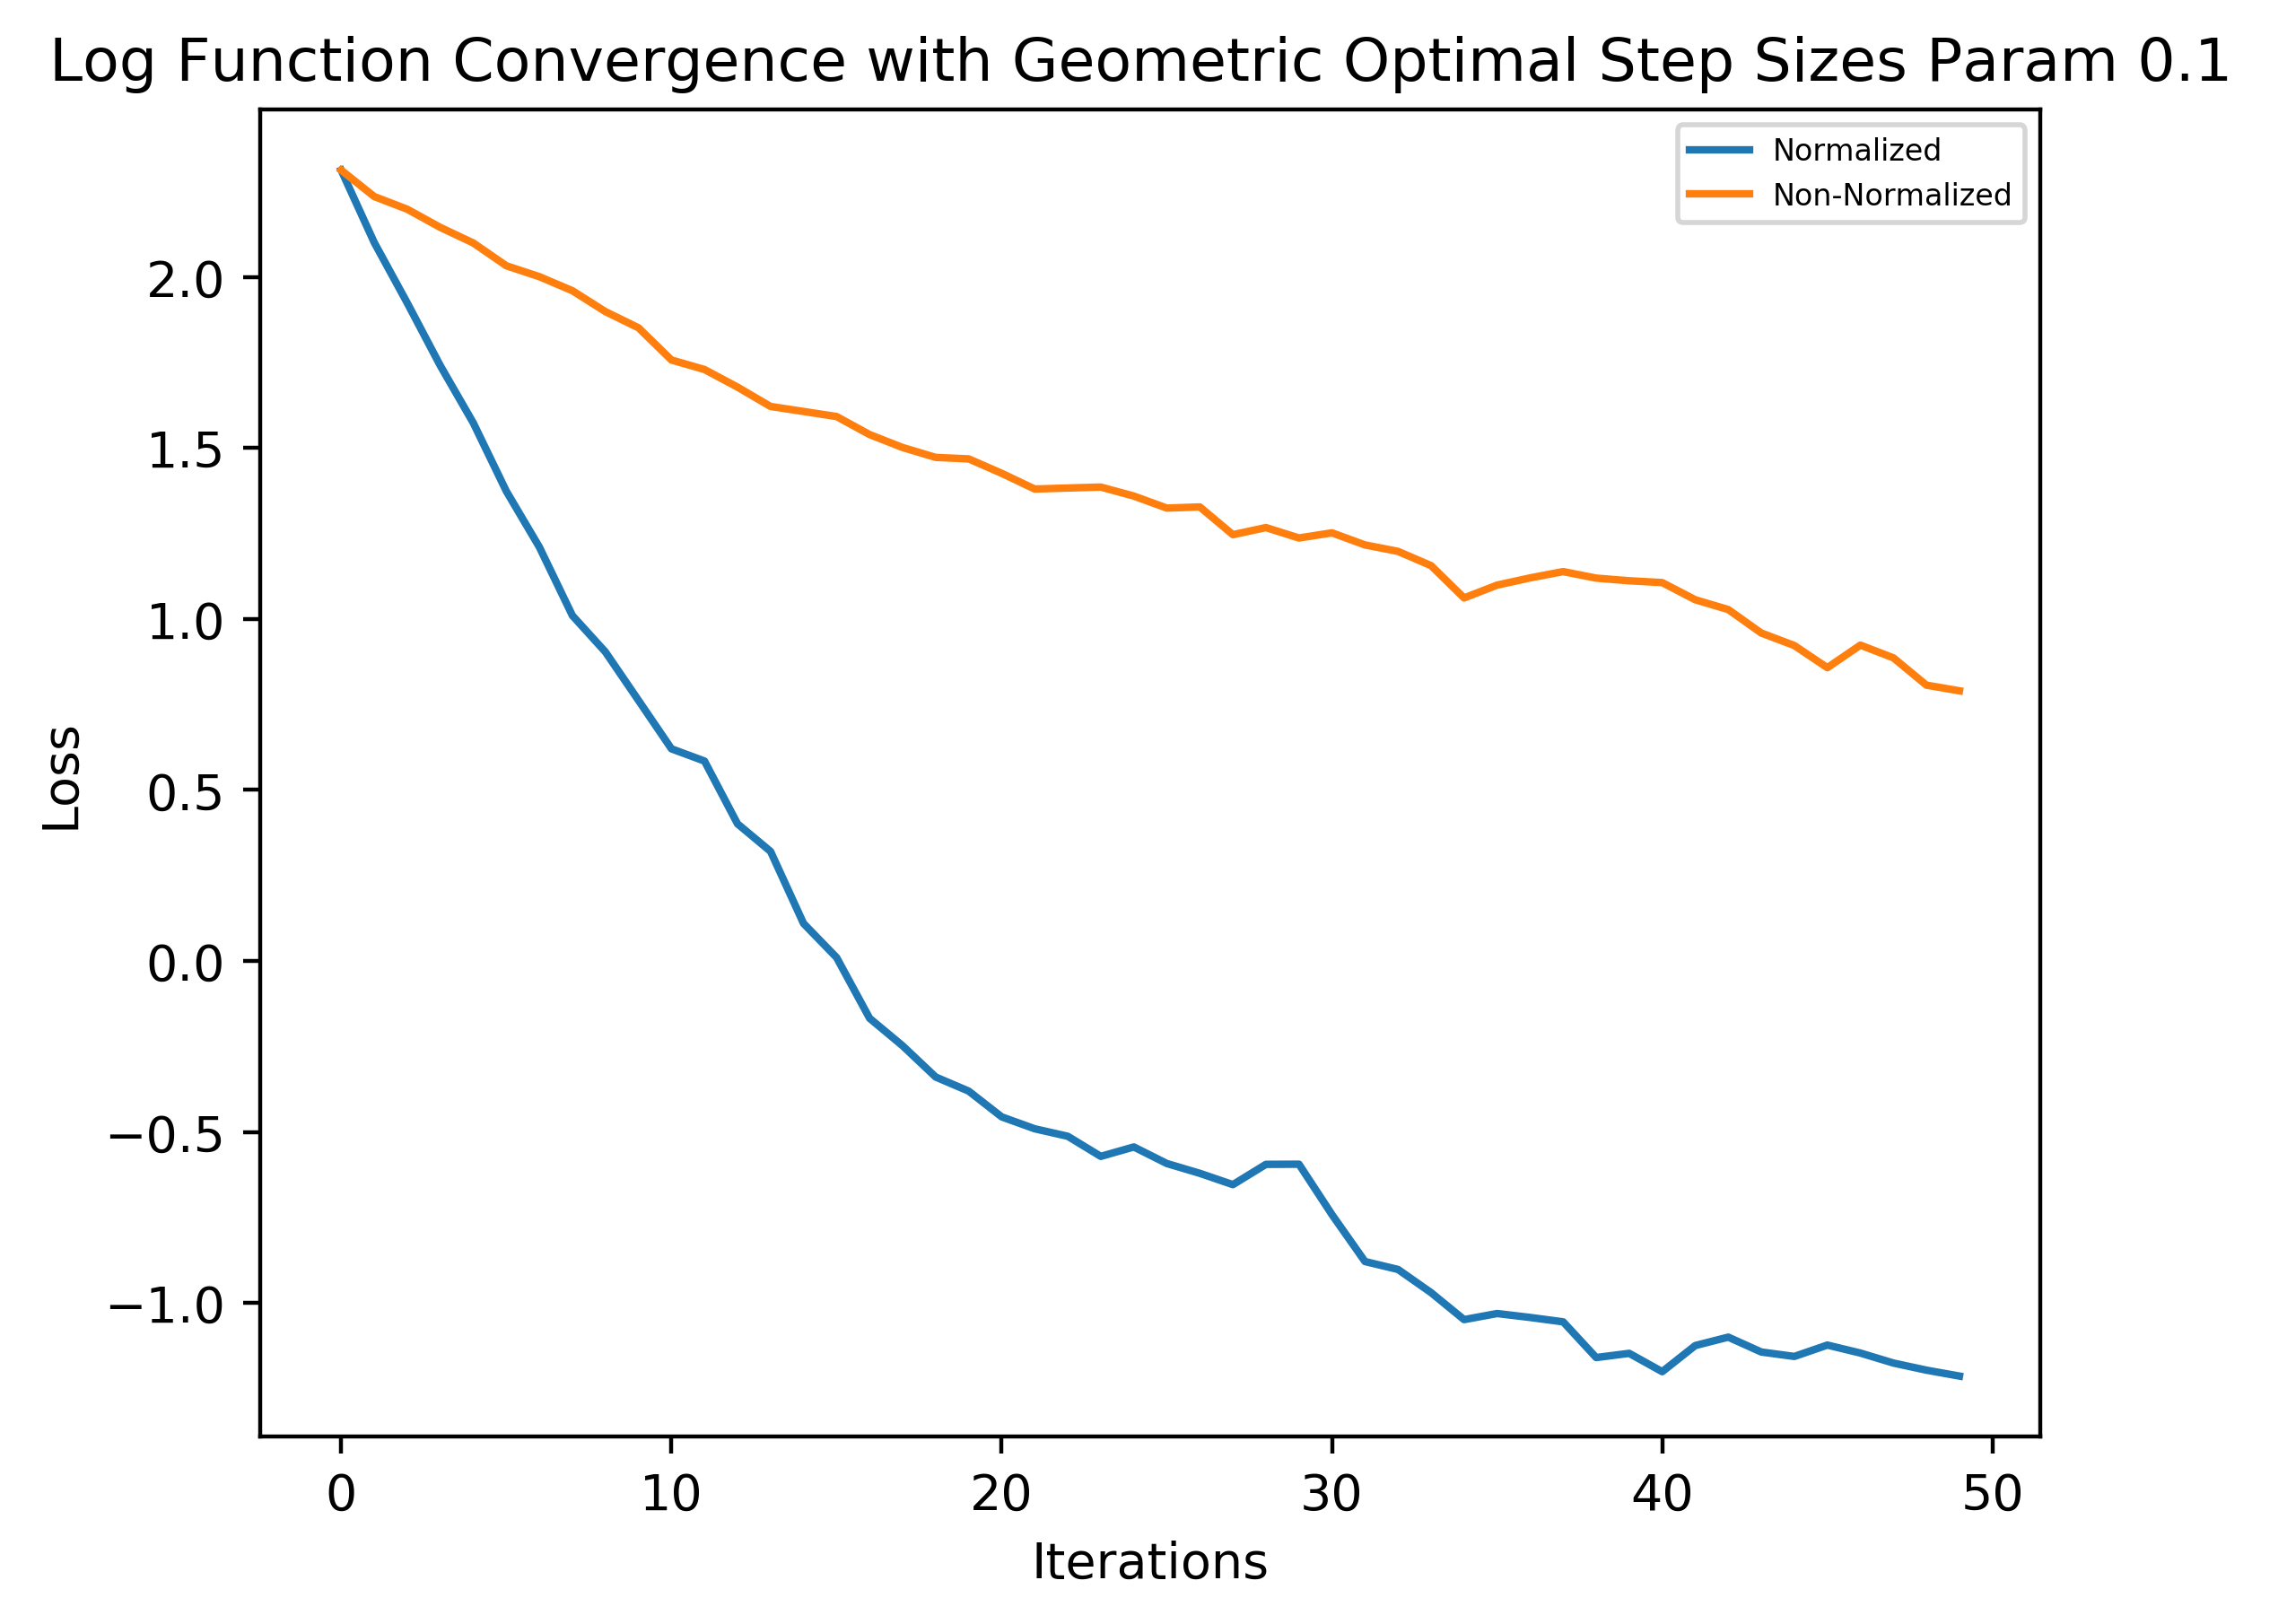 Log Function Convergence with Geometric Optimal Step Sizes Param 0.1
Normalized
Non-Normalized
2.0
1.5
1.0
0.5
0.0
−0.5
−1.0
Loss
0 10 20 30 40 50
Iterations